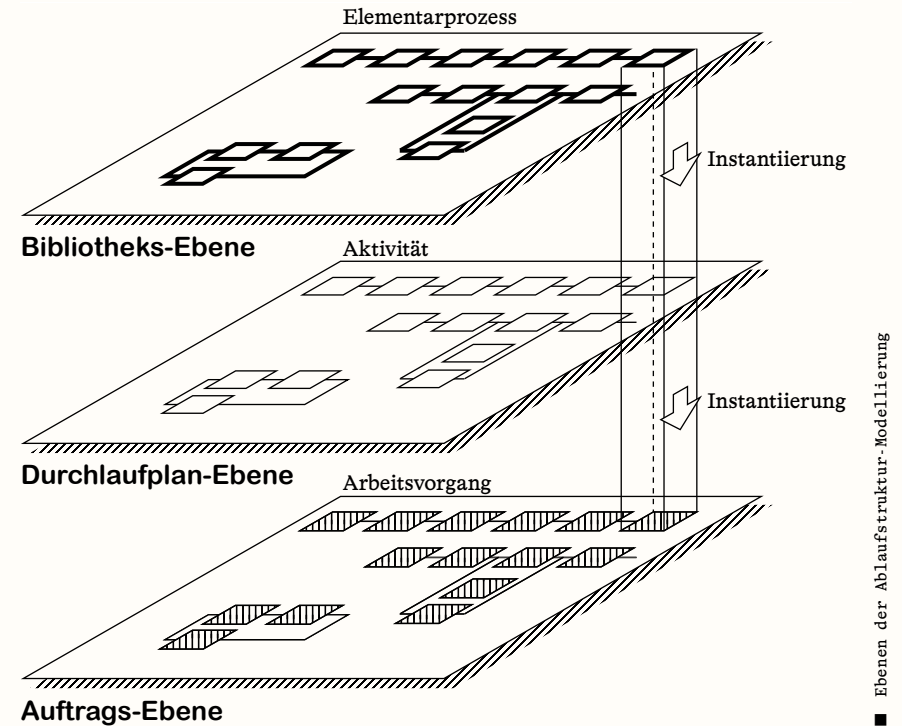 Elementarprozess
Instantiierung
Bibliotheks-Ebene
Aktivität
Instantiierung
Durchlaufplan-Ebene
Arbeitsvorgang
Auftrags-Ebene
■ Ebenen der Ablaufstruktur-Modellierung